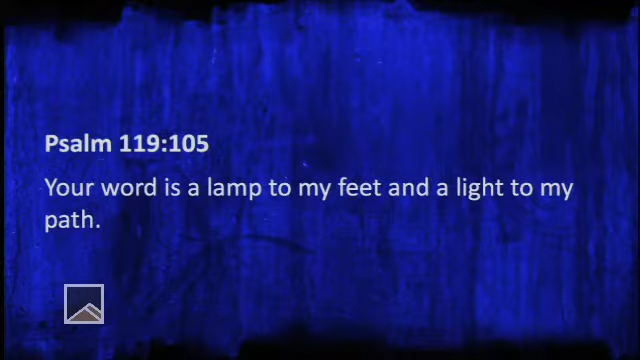 Psalm 119:105
Your word is a lamp to my feet and a light to my
path.